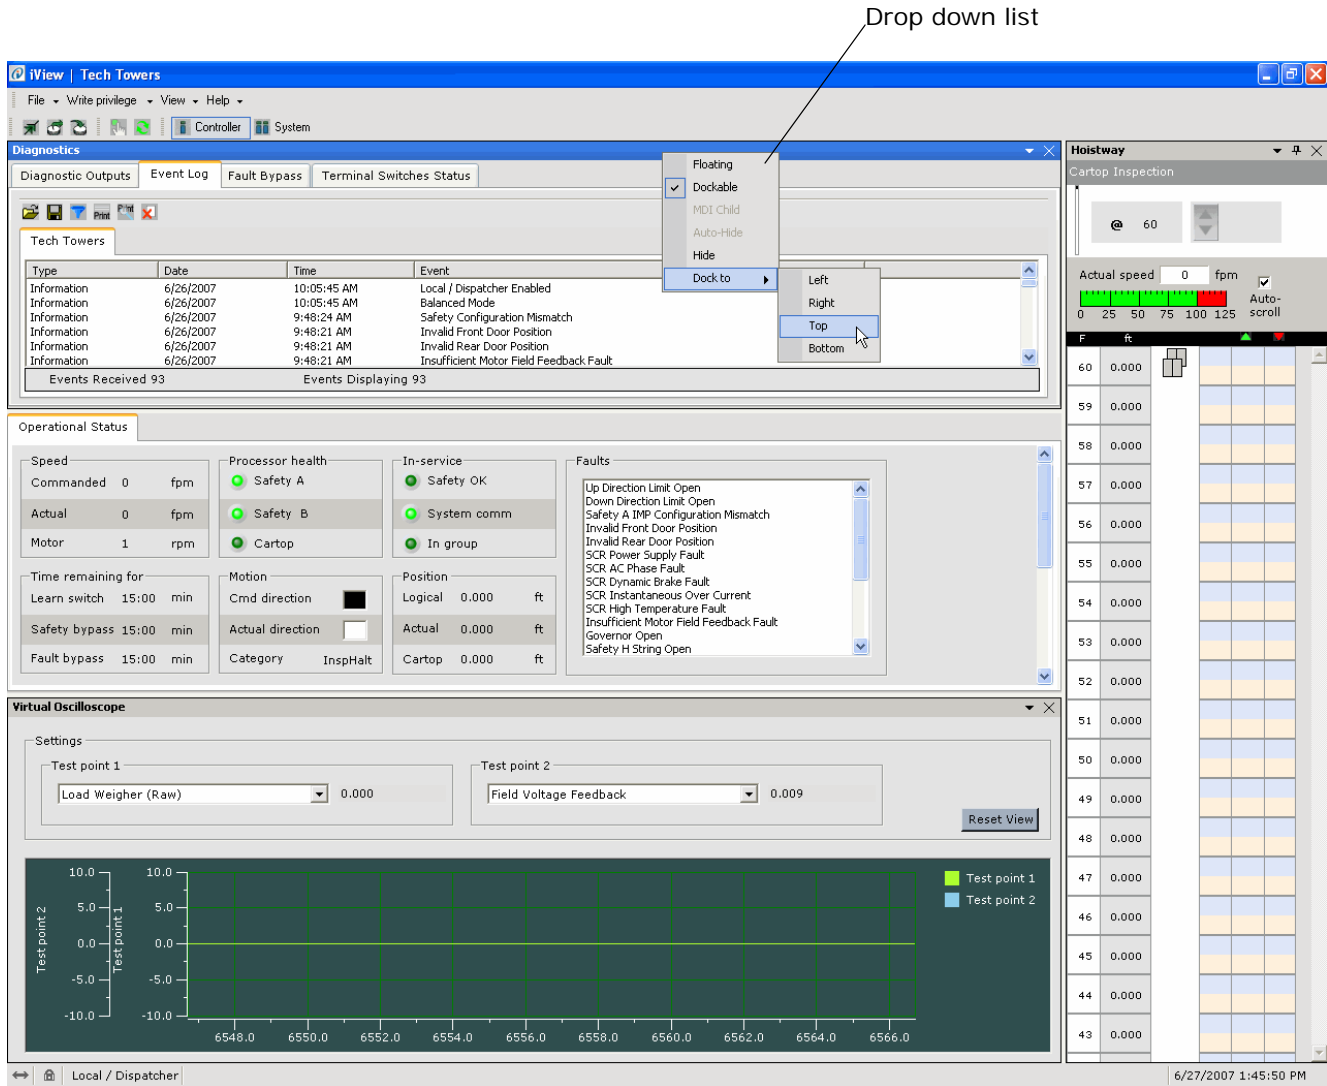 Drop down list
iView | Tech Towers
File Write privilege View Help
Controller System
Diagnostics
Diagnostic Outputs Event Log Fault Bypass Terminal Switches Status
Print Print
Tech Towers
Type Date Time Event
Information 6/26/2007 10:05:45 AM Local / Dispatcher Enabled
Information 6/26/2007 10:05:45 AM Balanced Mode
Information 6/26/2007 9:48:24 AM Safety Configuration Mismatch
Information 6/26/2007 9:48:21 AM Invalid Front Door Position
Information 6/26/2007 9:48:21 AM Invalid Rear Door Position
Information 6/26/2007 9:48:21 AM Insufficient Motor Field Feedback Fault
Events Received 93 Events Displaying 93
Floating
Dockable
MDI Child
Auto-Hide
Hide
Dock to
Left
Right
Top
Bottom
Operational Status
Speed
Commanded 0 fpm
Actual 0 fpm
Motor 1 rpm
Processor health
Safety A
Safety B
Cartop
In-service
Safety OK
System comm
In group
Time remaining for
Learn switch 15:00 min
Safety bypass 15:00 min
Fault bypass 15:00 min
Motion
Cmd direction
Actual direction
Category InspHalt
Position
Logical 0.000 ft
Actual 0.000 ft
Cartop 0.000 ft
Faults
Up Direction Limit Open
Down Direction Limit Open
Safety A IMP Configuration Mismatch
Invalid Front Door Position
Invalid Rear Door Position
SCR Power Supply Fault
SCR AC Phase Fault
SCR Dynamic Brake Fault
SCR Instantaneous Over Current
SCR High Temperature Fault
Insufficient Motor Field Feedback Fault
Governor Open
Safety H String Open
Virtual Oscilloscope
Settings
Test point 1
Load Weigher (Raw) 0.000
Test point 2
Field Voltage Feedback 0.009
Reset View
Test point 2
10.0
5.0
0.0
-5.0
-10.0
Test point 1
10.0
5.0
0.0
-5.0
-10.0
6548.0 6550.0 6552.0 6554.0 6556.0 6558.0 6560.0 6562.0 6564.0 6566.0
Test point 1
Test point 2
Hoistway
Cartop Inspection
@ 60
Actual speed 0 fpm
Auto-
scroll
0 25 50 75 100 125
F ft
60 0.000
59 0.000
58 0.000
57 0.000
56 0.000
55 0.000
54 0.000
53 0.000
52 0.000
51 0.000
50 0.000
49 0.000
48 0.000
47 0.000
46 0.000
45 0.000
44 0.000
43 0.000
Local / Dispatcher
6/27/2007 1:45:50 PM